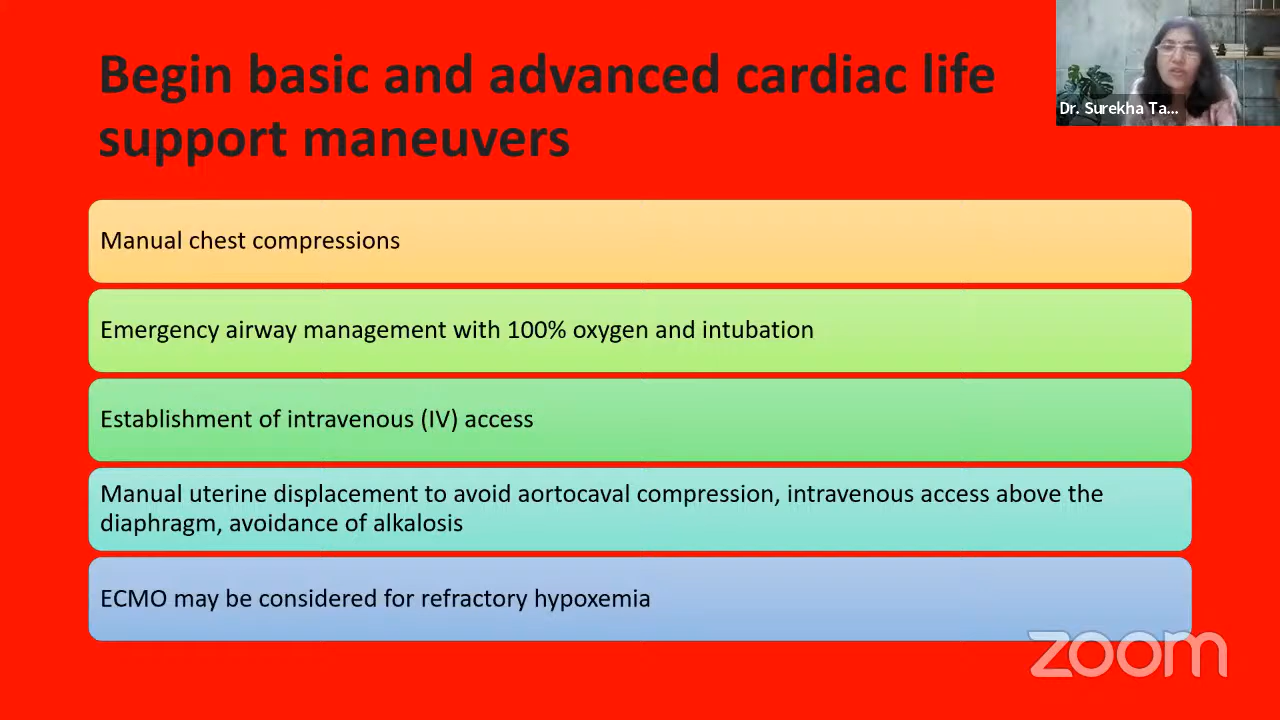 Begin basic and advanced cardiac life
support maneuvers
Dr. Surekha Ta...
Manual chest compressions
Emergency airway management with 100% oxygen and intubation
Establishment of intravenous (IV) access
Manual uterine displacement to avoid aortocaval compression, intravenous access above the
diaphragm, avoidance of alkalosis
ECMO may be considered for refractory hypoxemia
zoom